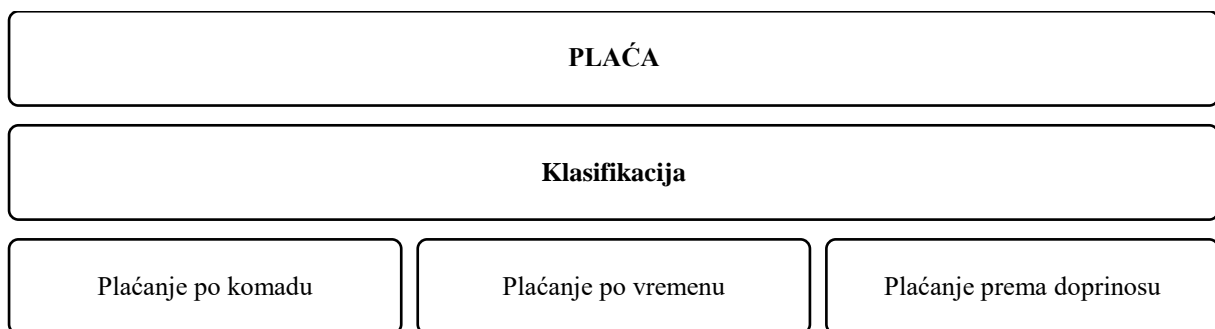 PLAĆA
Klasifikacija
Plaćanje po komadu
Plaćanje po vremenu
Plaćanje prema doprinosu